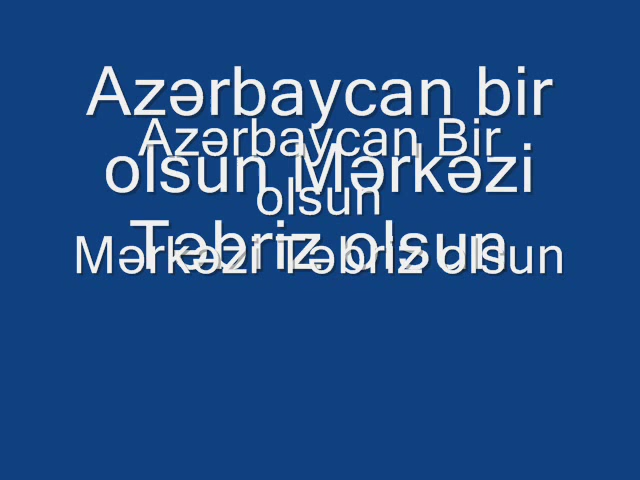 Azərbaycan bir
olsun Mərkəzi
Təbriz olsun
Azərbaycan Bir
olsun
Mərkəzi Təbriz olsun